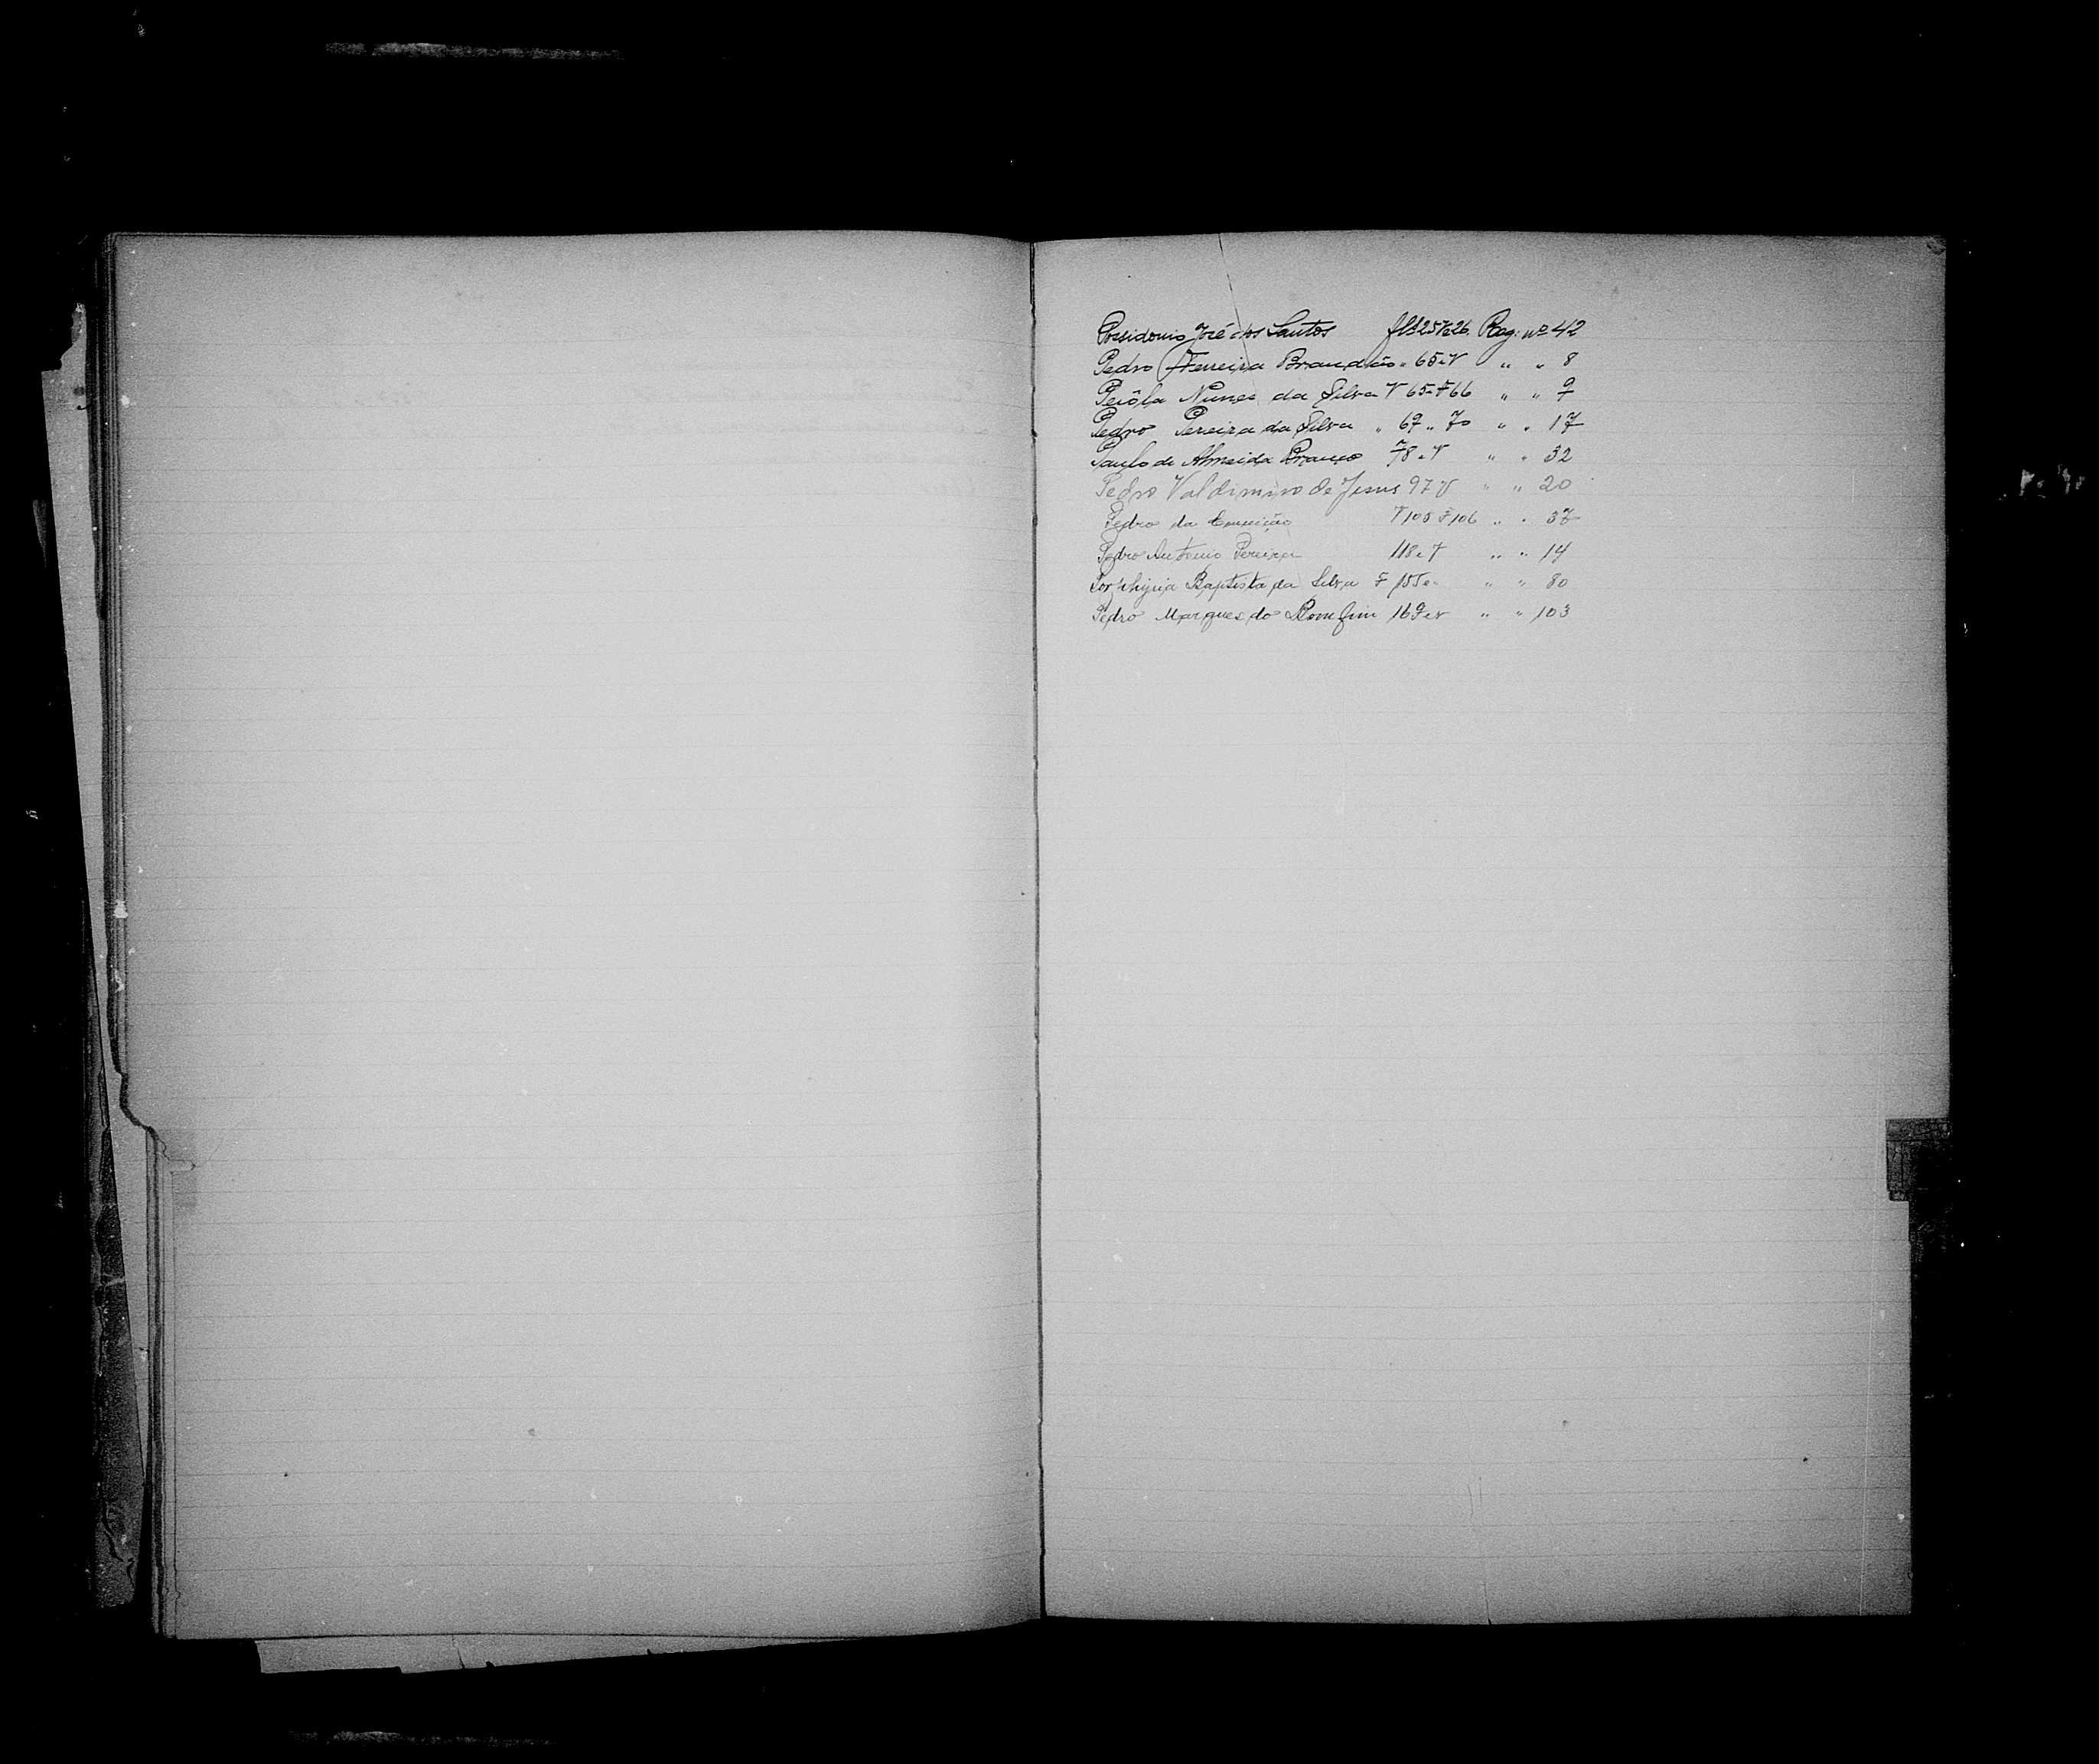 Possidonio José dos Santos fls 25 V 26 Reg: nº 42
Pedro Ferreira Brandão " 65 e V " " 8
Nunes da Silva V 65 - F 66 " " 9
Pedro Pereira da Silva " 69 " 70 " " 17
Paulo de Almeida Branco 78 e V " " 32
Pedro Valdimiro de Jesus 97 V " " 20
Pedro da Conceição V 105 F 106 " " 37
Pedro Antonio Pereira 118 e V " " 14
Porphiria Baptista da Silva F 155 e " " 80
Pedro Marques do Bomfim 169 e v " " 103